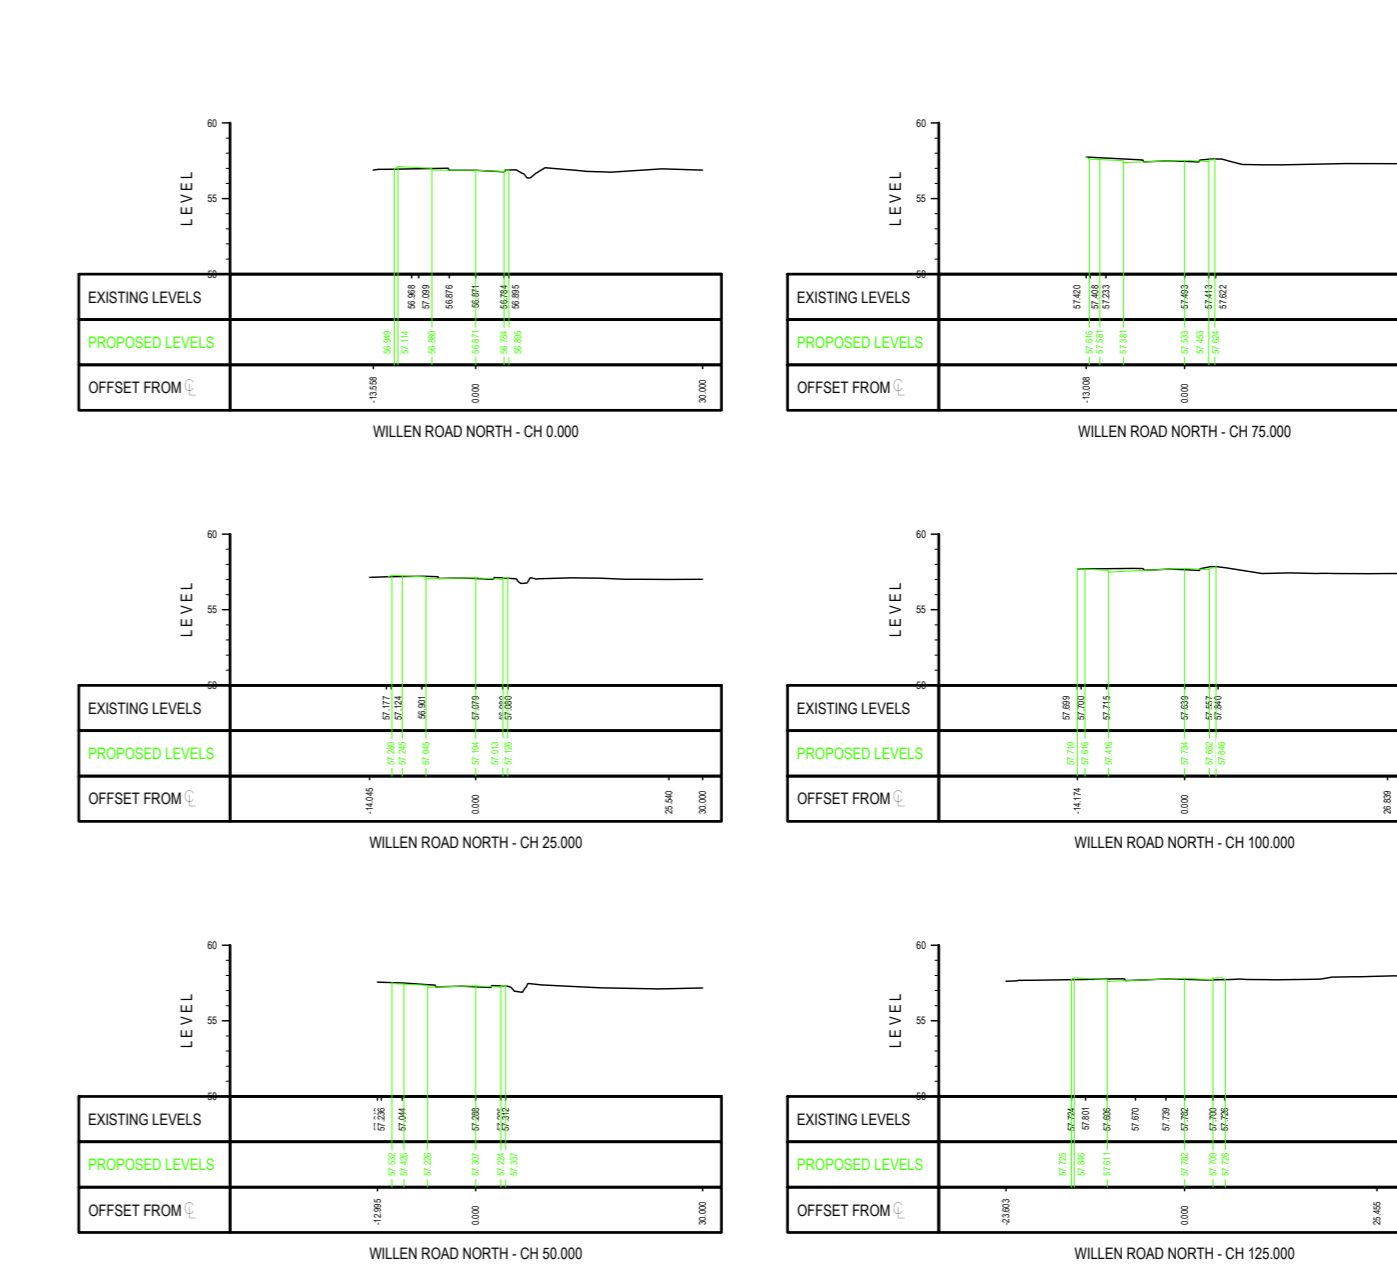 60
55
50
LEVEL
EXISTING LEVELS
56.968 57.099 56.876 56.871 56.784 56.895
PROPOSED LEVELS
56.949 57.114 56.880 56.871 56.784 56.895
OFFSET FROM ℄
-13.558 0.000 30.000
WILLEN ROAD NORTH - CH 0.000
60
55
50
LEVEL
EXISTING LEVELS
57.420 57.408 57.233 57.493 57.413 57.622
PROPOSED LEVELS
57.616 57.581 57.381 57.533 57.453 57.624
OFFSET FROM ℄
-13.008 0.000
WILLEN ROAD NORTH - CH 75.000
60
55
50
LEVEL
EXISTING LEVELS
57.177 57.124 56.901 57.079 57.080
PROPOSED LEVELS
57.280 57.245 57.045 57.104 57.013 57.126
OFFSET FROM ℄
-14.045 0.000 25.540 30.000
WILLEN ROAD NORTH - CH 25.000
60
55
50
LEVEL
EXISTING LEVELS
57.699 57.700 57.715 57.639 57.557 57.840
PROPOSED LEVELS
57.710 57.616 57.416 57.734 57.662 57.846
OFFSET FROM ℄
-14.174 0.000 26.839
WILLEN ROAD NORTH - CH 100.000
60
55
50
LEVEL
EXISTING LEVELS
57.236 57.044 57.288 57.312
PROPOSED LEVELS
57.532 57.426 57.226 57.307 57.224 57.337
OFFSET FROM ℄
-12.995 0.000 30.000
WILLEN ROAD NORTH - CH 50.000
60
55
50
LEVEL
EXISTING LEVELS
57.724 57.801 57.606 57.670 57.739 57.782 57.700 57.726
PROPOSED LEVELS
57.725 57.846 57.611 57.782 57.709 57.726
OFFSET FROM ℄
-23.603 0.000 25.455
WILLEN ROAD NORTH - CH 125.000